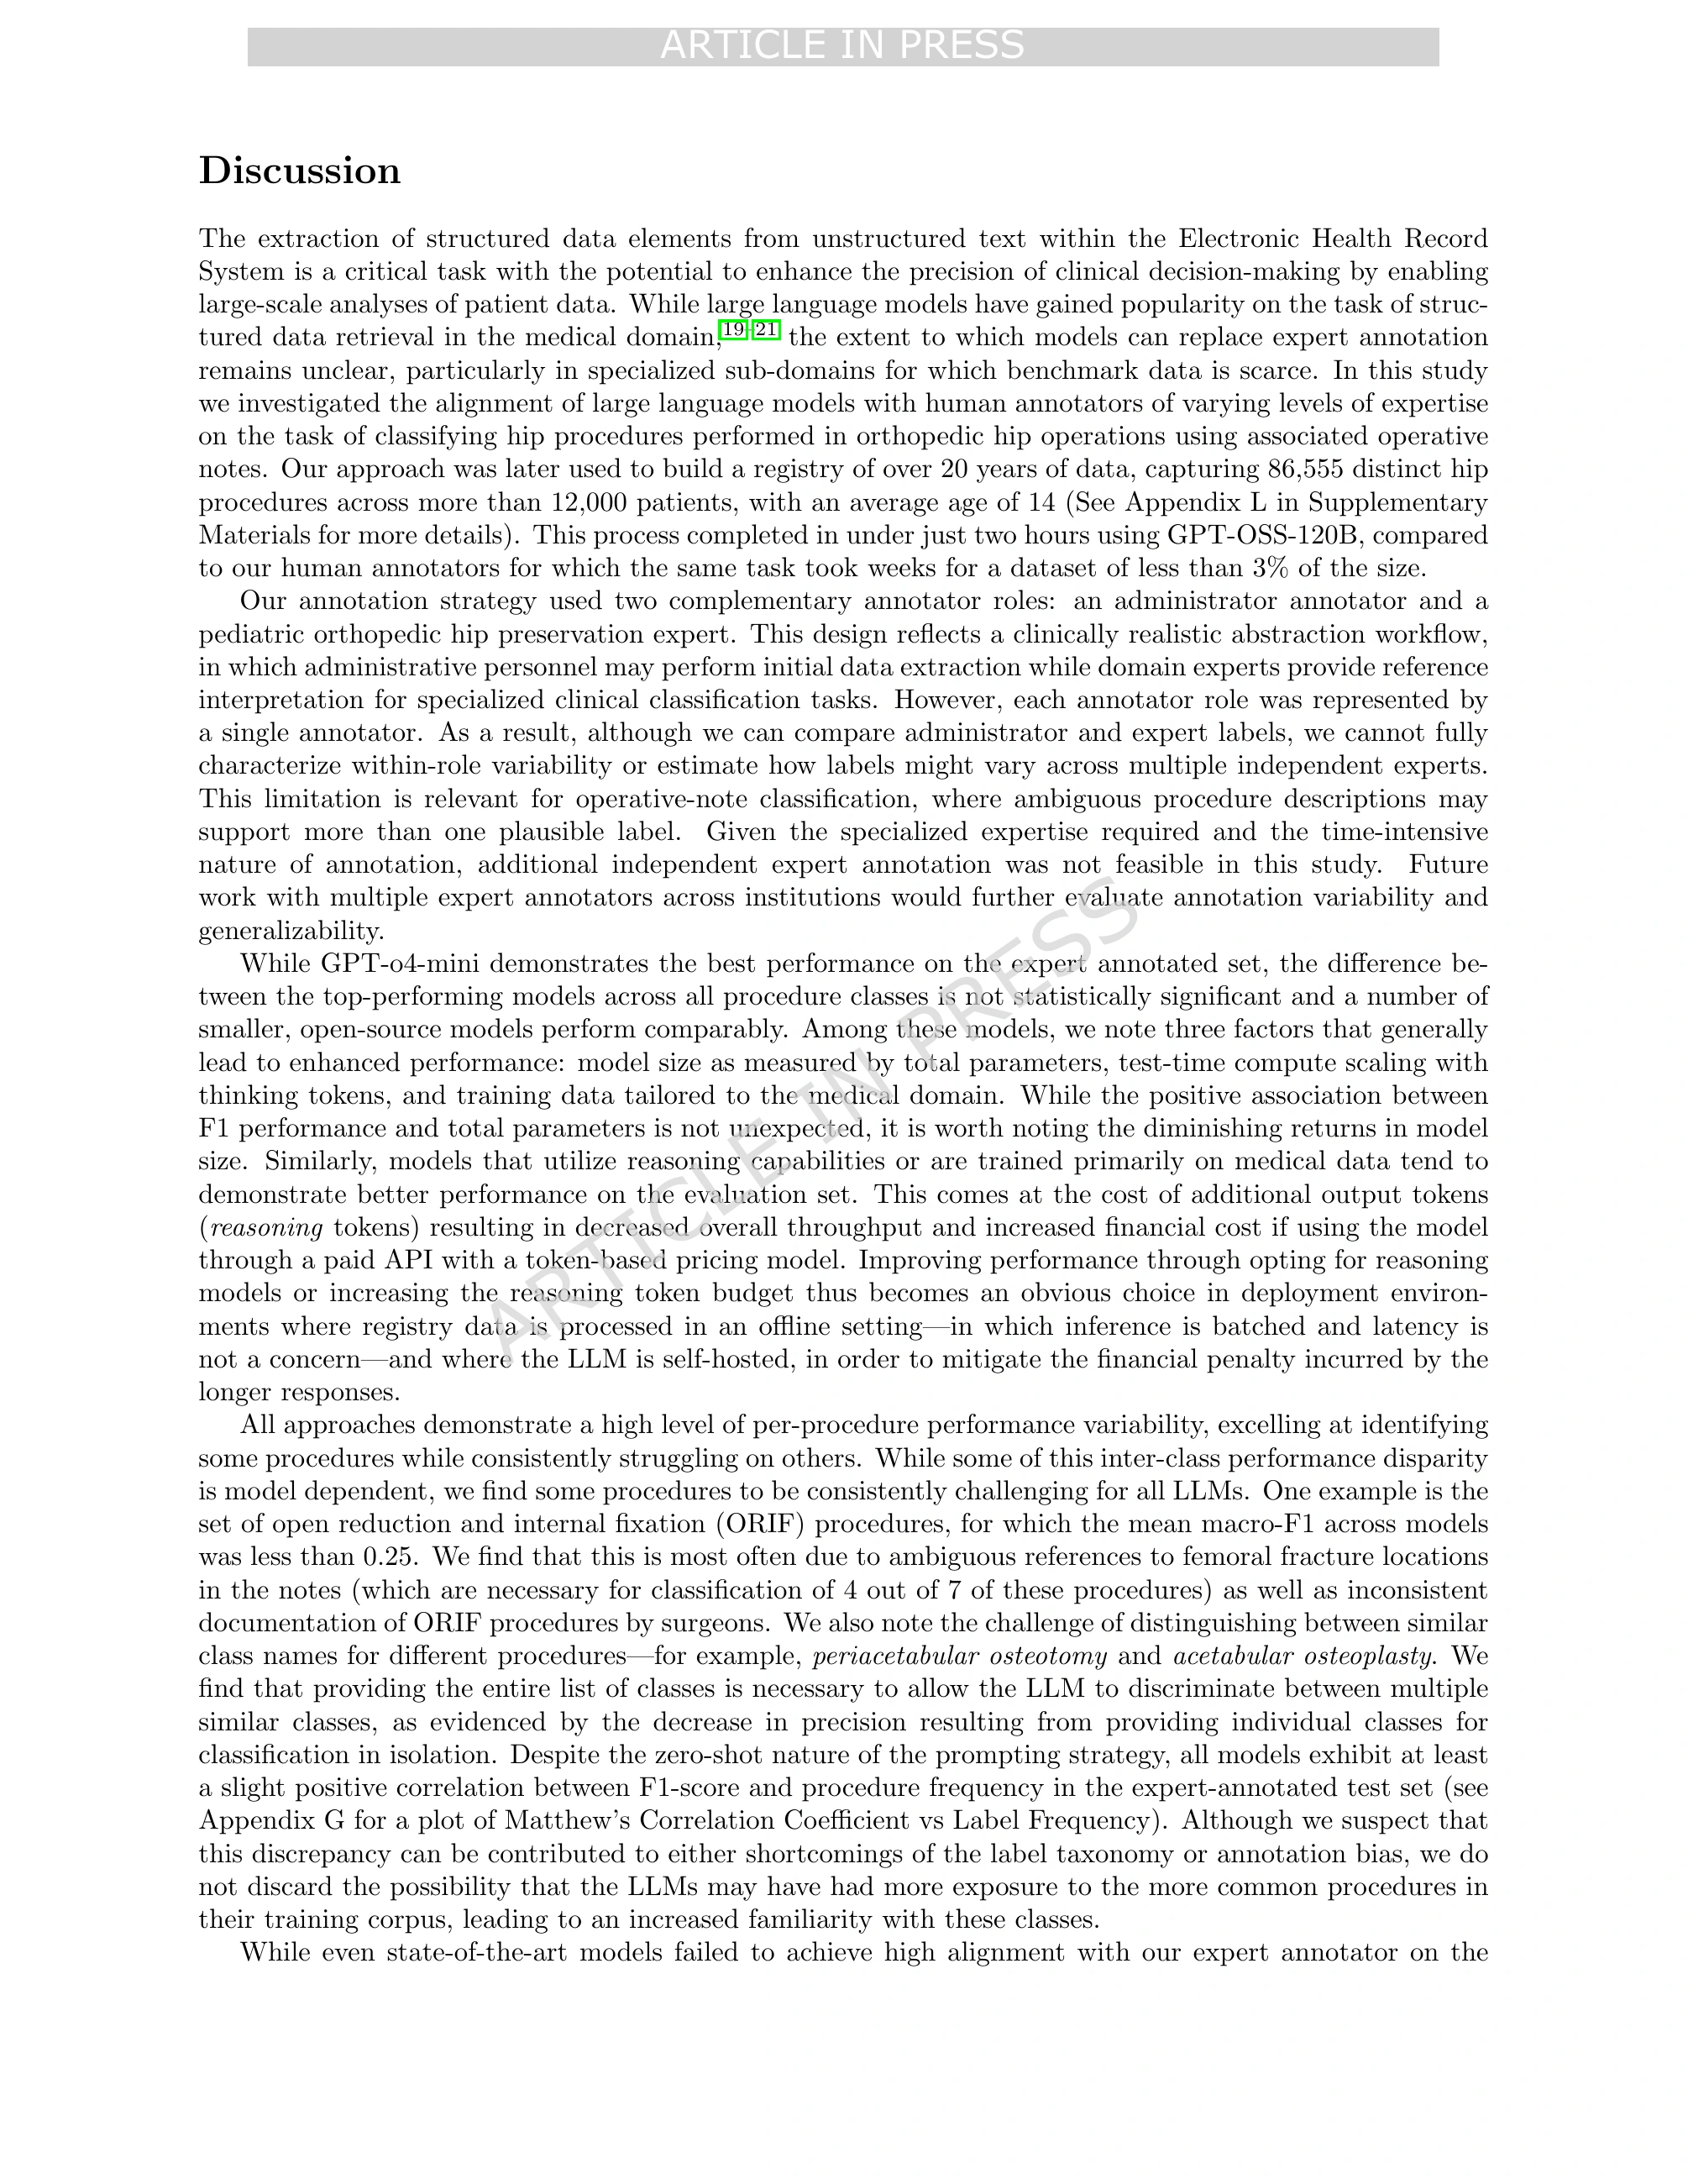 ARTICLE IN PRESS
Discussion
The extraction of structured data elements from unstructured text within the Electronic Health Record
System is a critical task with the potential to enhance the precision of clinical decision-making by enabling
large-scale analyses of patient data. While large language models have gained popularity on the task of struc-
tured data retrieval in the medical domain,19–21 the extent to which models can replace expert annotation
remains unclear, particularly in specialized sub-domains for which benchmark data is scarce. In this study
we investigated the alignment of large language models with human annotators of varying levels of expertise
on the task of classifying hip procedures performed in orthopedic hip operations using associated operative
notes. Our approach was later used to build a registry of over 20 years of data, capturing 86,555 distinct hip
procedures across more than 12,000 patients, with an average age of 14 (See Appendix L in Supplementary
Materials for more details). This process completed in under just two hours using GPT-OSS-120B, compared
to our human annotators for which the same task took weeks for a dataset of less than 3% of the size.
Our annotation strategy used two complementary annotator roles: an administrator annotator and a
pediatric orthopedic hip preservation expert. This design reflects a clinically realistic abstraction workflow,
in which administrative personnel may perform initial data extraction while domain experts provide reference
interpretation for specialized clinical classification tasks. However, each annotator role was represented by
a single annotator. As a result, although we can compare administrator and expert labels, we cannot fully
characterize within-role variability or estimate how labels might vary across multiple independent experts.
This limitation is relevant for operative-note classification, where ambiguous procedure descriptions may
support more than one plausible label. Given the specialized expertise required and the time-intensive
nature of annotation, additional independent expert annotation was not feasible in this study. Future
work with multiple expert annotators across institutions would further evaluate annotation variability and
generalizability.
While GPT-o4-mini demonstrates the best performance on the expert annotated set, the difference be-
tween the top-performing models across all procedure classes is not statistically significant and a number of
smaller, open-source models perform comparably. Among these models, we note three factors that generally
lead to enhanced performance: model size as measured by total parameters, test-time compute scaling with
thinking tokens, and training data tailored to the medical domain. While the positive association between
F1 performance and total parameters is not unexpected, it is worth noting the diminishing returns in model
size. Similarly, models that utilize reasoning capabilities or are trained primarily on medical data tend to
demonstrate better performance on the evaluation set. This comes at the cost of additional output tokens
(reasoning tokens) resulting in decreased overall throughput and increased financial cost if using the model
through a paid API with a token-based pricing model. Improving performance through opting for reasoning
models or increasing the reasoning token budget thus becomes an obvious choice in deployment environ-
ments where registry data is processed in an offline setting—in which inference is batched and latency is
not a concern—and where the LLM is self-hosted, in order to mitigate the financial penalty incurred by the
longer responses.
All approaches demonstrate a high level of per-procedure performance variability, excelling at identifying
some procedures while consistently struggling on others. While some of this inter-class performance disparity
is model dependent, we find some procedures to be consistently challenging for all LLMs. One example is the
set of open reduction and internal fixation (ORIF) procedures, for which the mean macro-F1 across models
was less than 0.25. We find that this is most often due to ambiguous references to femoral fracture locations
in the notes (which are necessary for classification of 4 out of 7 of these procedures) as well as inconsistent
documentation of ORIF procedures by surgeons. We also note the challenge of distinguishing between similar
class names for different procedures—for example, periacetabular osteotomy and acetabular osteoplasty. We
find that providing the entire list of classes is necessary to allow the LLM to discriminate between multiple
similar classes, as evidenced by the decrease in precision resulting from providing individual classes for
classification in isolation. Despite the zero-shot nature of the prompting strategy, all models exhibit at least
a slight positive correlation between F1-score and procedure frequency in the expert-annotated test set (see
Appendix G for a plot of Matthew's Correlation Coefficient vs Label Frequency). Although we suspect that
this discrepancy can be contributed to either shortcomings of the label taxonomy or annotation bias, we do
not discard the possibility that the LLMs may have had more exposure to the more common procedures in
their training corpus, leading to an increased familiarity with these classes.
While even state-of-the-art models failed to achieve high alignment with our expert annotator on the
ARTICLE IN PRESS